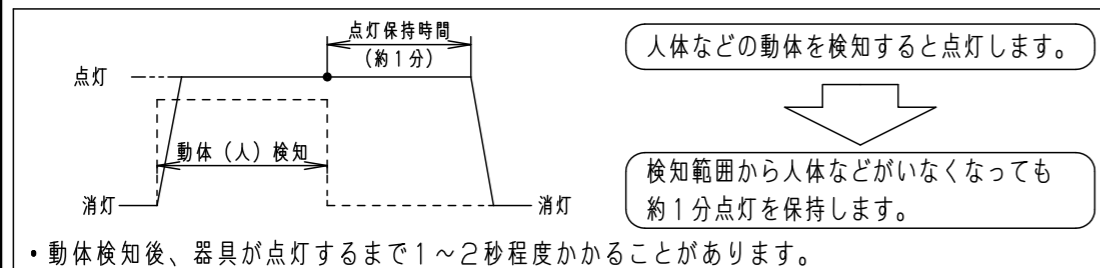 点灯保持時間
(約1分)
点灯
動体(人)検知
消灯
消灯
人体などの動体を検知すると点灯します。
検知範囲から人体などがいなくなっても
約1分点灯を保持します。
・動体検知後、器具が点灯するまで1～2秒程度かかることがあります。